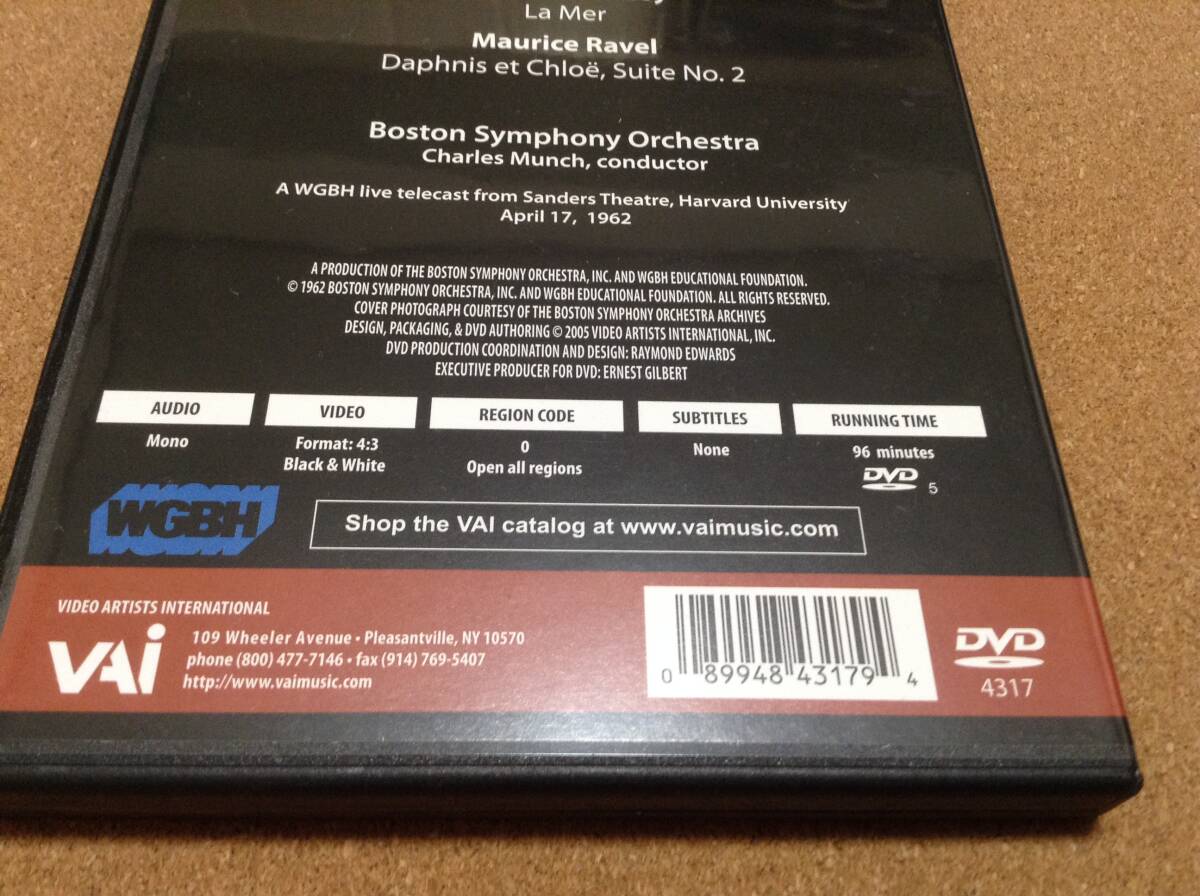 La Mer
Maurice Ravel
Daphnis et Chloë, Suite No. 2
Boston Symphony Orchestra
Charles Munch, conductor
A WGBH live telecast from Sanders Theatre, Harvard University
April 17, 1962
A PRODUCTION OF THE BOSTON SYMPHONY ORCHESTRA, INC. AND WGBH EDUCATIONAL FOUNDATION.
© 1962 BOSTON SYMPHONY ORCHESTRA, INC. AND WGBH EDUCATIONAL FOUNDATION. ALL RIGHTS RESERVED.
COVER PHOTOGRAPH COURTESY OF THE BOSTON SYMPHONY ORCHESTRA ARCHIVES
DESIGN, PACKAGING, & DVD AUTHORING © 2005 VIDEO ARTISTS INTERNATIONAL, INC.
DVD PRODUCTION COORDINATION AND DESIGN: RAYMOND EDWARDS
EXECUTIVE PRODUCER FOR DVD: ERNEST GILBERT
AUDIO
Mono
VIDEO
Format: 4:3
Black & White
REGION CODE
0
Open all regions
SUBTITLES
None
RUNNING TIME
96 minutes
DVD 5
WGBH
Shop the VAI catalog at www.vaimusic.com
VIDEO ARTISTS INTERNATIONAL
VAI
109 Wheeler Avenue • Pleasantville, NY 10570
phone (800) 477-7146 • fax (914) 769-5407
http://www.vaimusic.com
0 89948 43179 4
DVD
4317